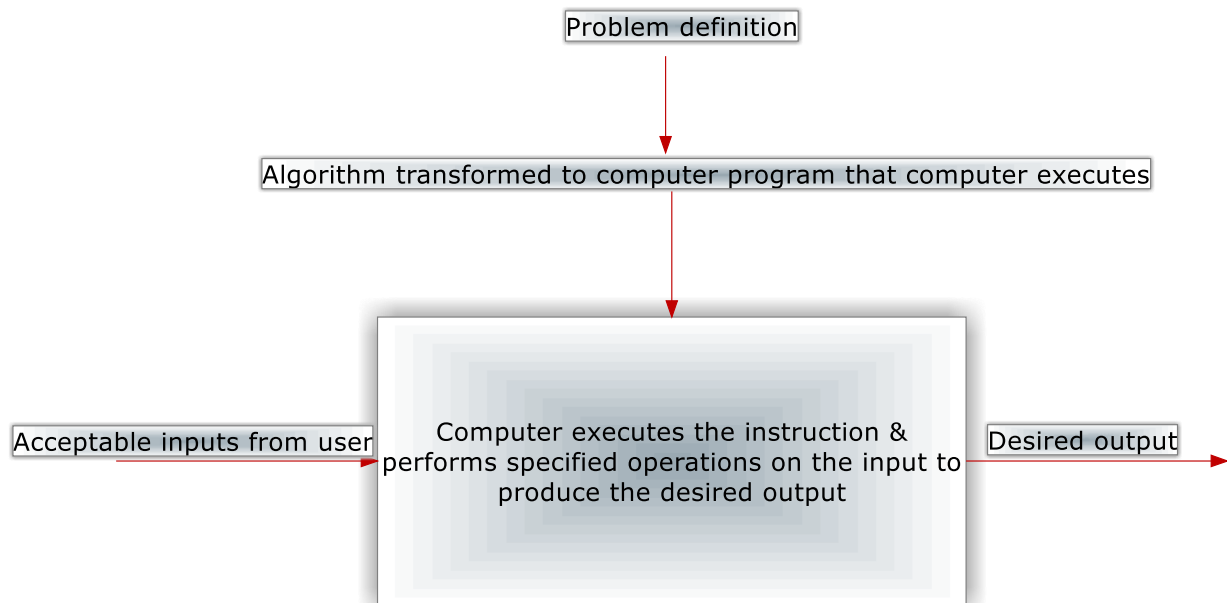 Problem definition
Algorithm transformed to computer program that computer executes
Acceptable inputs from user
Computer executes the instruction &
performs specified operations on the input to
produce the desired output
Desired output